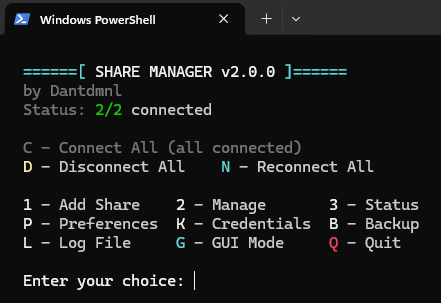 Windows PowerShell
======[ SHARE MANAGER v2.0.0 ]======
by Dantdmnl
Status: 2/2 connected
C - Connect All (all connected)
D - Disconnect All    N - Reconnect All
1 - Add Share    2 - Manage    3 - Status
P - Preferences  K - Credentials  B - Backup
L - Log File     G - GUI Mode     Q - Quit
Enter your choice: